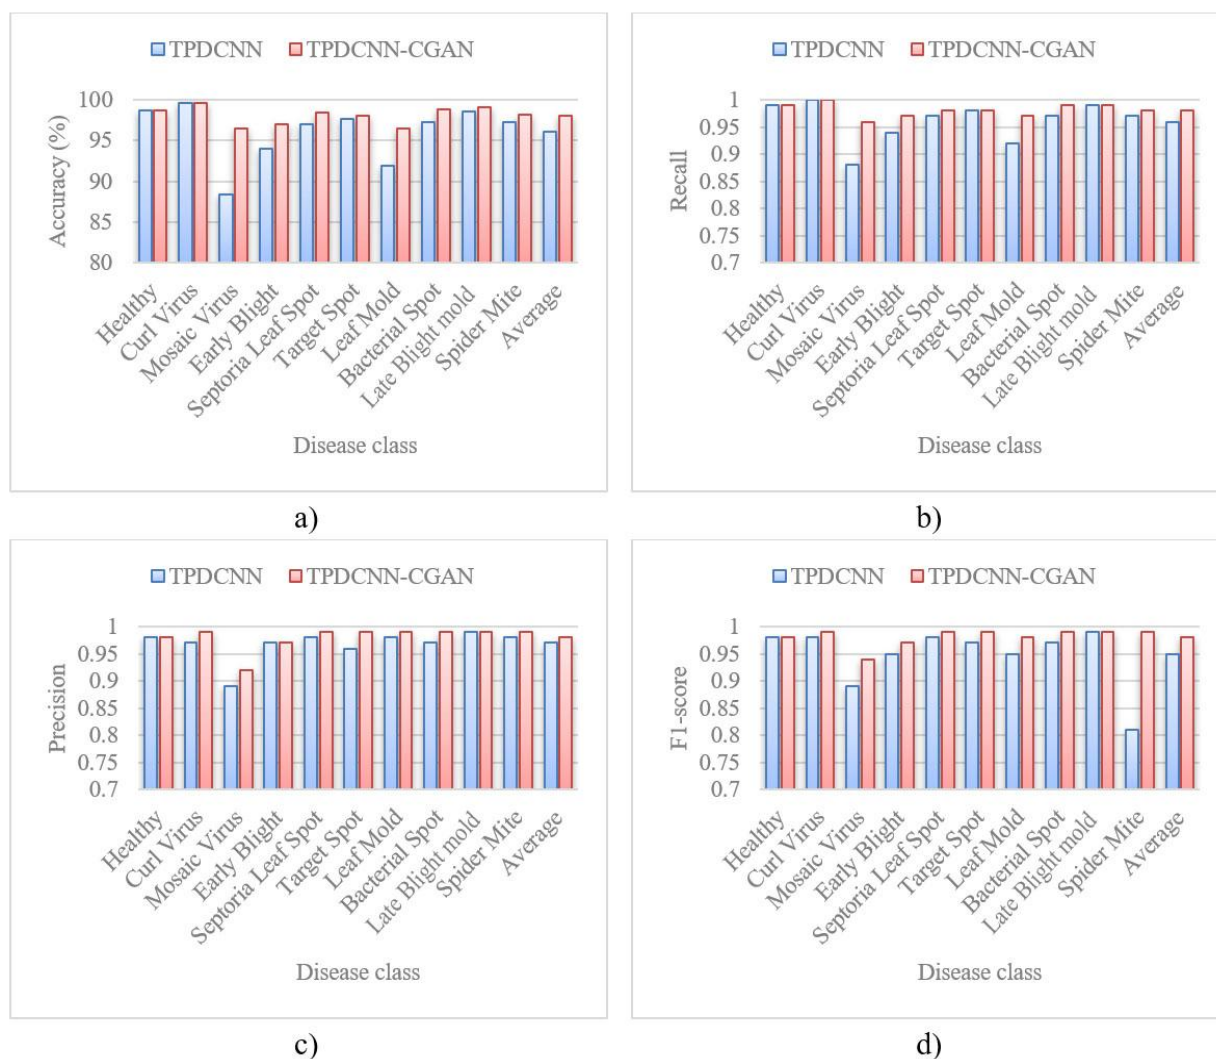 TPDCNN TPDCNN-CGAN
100
95
90
85
80
Accuracy (%)
Healthy
Curl Virus
Mosaic Virus
Early Blight
Septoria Leaf Spot
Target Spot
Leaf Mold
Bacterial Spot
Late Blight mold
Spider Mite
Average
Disease class
a)
TPDCNN TPDCNN-CGAN
1
0.95
0.9
0.85
0.8
0.75
0.7
Recall
Healthy
Curl Virus
Mosaic Virus
Early Blight
Septoria Leaf Spot
Target Spot
Leaf Mold
Bacterial Spot
Late Blight mold
Spider Mite
Average
Disease class
b)
TPDCNN TPDCNN-CGAN
1
0.95
0.9
0.85
0.8
0.75
0.7
Precision
Healthy
Curl Virus
Mosaic Virus
Early Blight
Septoria Leaf Spot
Target Spot
Leaf Mold
Bacterial Spot
Late Blight mold
Spider Mite
Average
Disease class
c)
TPDCNN TPDCNN-CGAN
1
0.95
0.9
0.85
0.8
0.75
0.7
F1-score
Healthy
Curl Virus
Mosaic Virus
Early Blight
Septoria Leaf Spot
Target Spot
Leaf Mold
Bacterial Spot
Late Blight mold
Spider Mite
Average
Disease class
d)